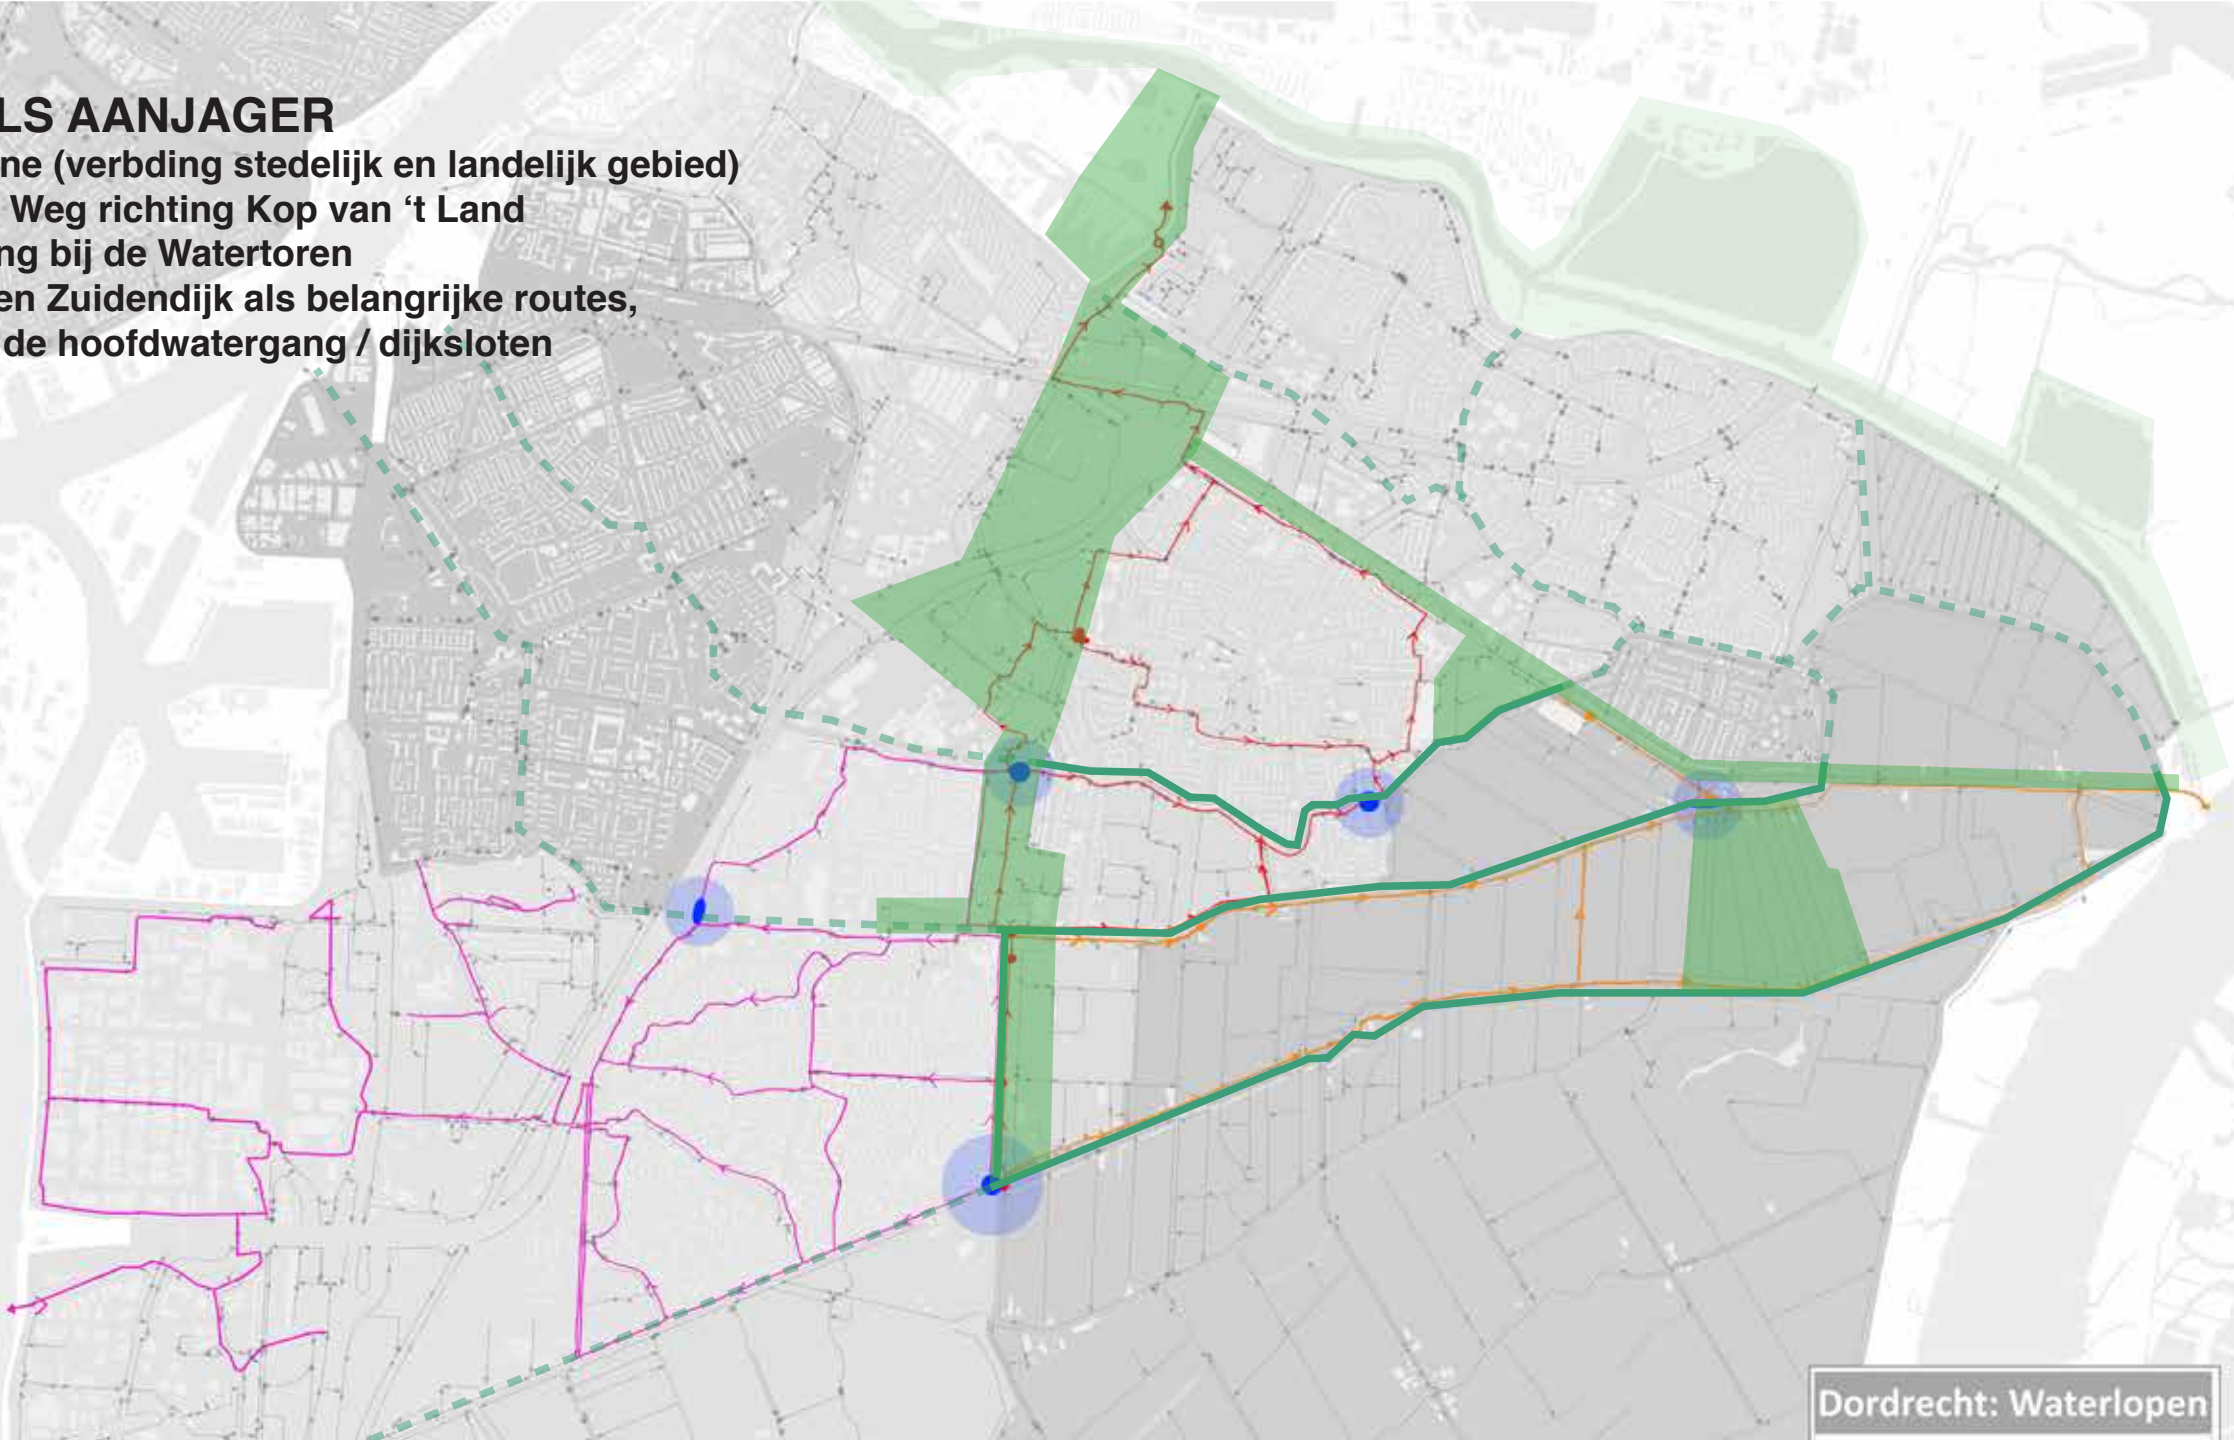 LS AANJAGER
ne (verbding stedelijk en landelijk gebied)
Weg richting Kop van ‘t Land
ng bij de Watertoren
en Zuidendijk als belangrijke routes,
de hoofdwatergang / dijksloten
Dordrecht: Waterlopen